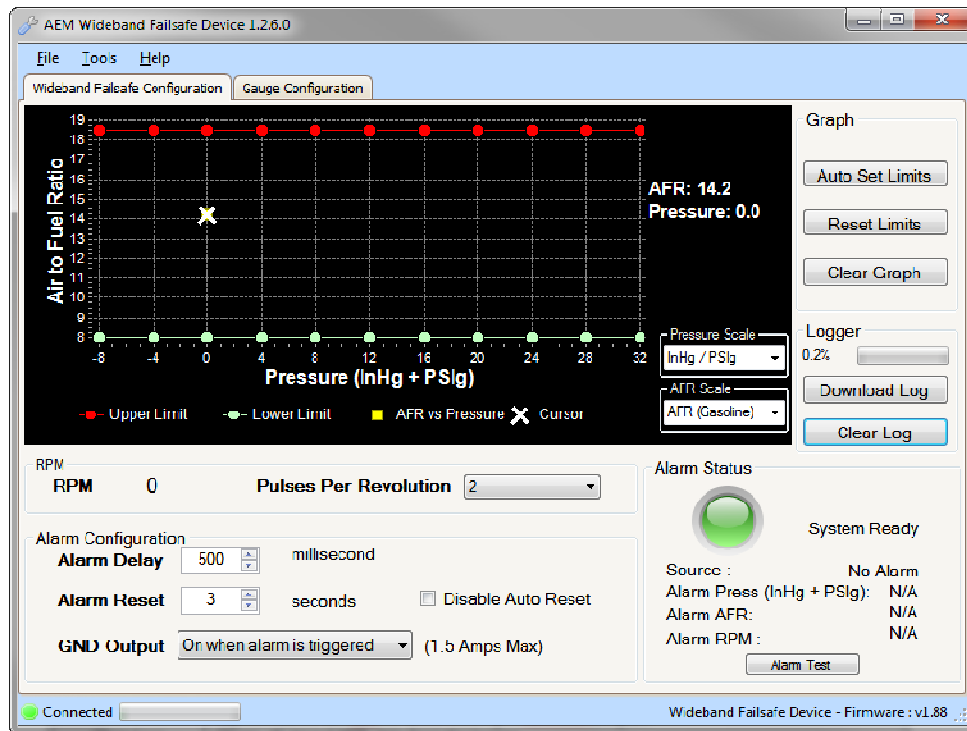 AEM Wideband Failsafe Device 1.2.6.0
File Tools Help
Wideband Failsafe Configuration Gauge Configuration
Air to Fuel Ratio
19
18
17
16
15
14
13
12
11
10
9
8
-8 -4 0 4 8 12 16 20 24 28 32
Pressure (InHg + PSIg)
Upper Limit Lower Limit AFR vs Pressure Cursor
AFR: 14.2
Pressure: 0.0
Pressure Scale
InHg / PSIg
AFR Scale
AFR (Gasoline)
Graph
Auto Set Limits
Reset Limits
Clear Graph
Logger
0.2%
Download Log
Clear Log
RPM
RPM 0 Pulses Per Revolution 2
Alarm Configuration
Alarm Delay 500 millisecond
Alarm Reset 3 seconds Disable Auto Reset
GND Output On when alarm is triggered (1.5 Amps Max)
Alarm Status
System Ready
Source : No Alarm
Alarm Press (InHg + PSIg): N/A
Alarm AFR: N/A
Alarm RPM : N/A
Alarm Test
Connected
Wideband Failsafe Device - Firmware : v1.88